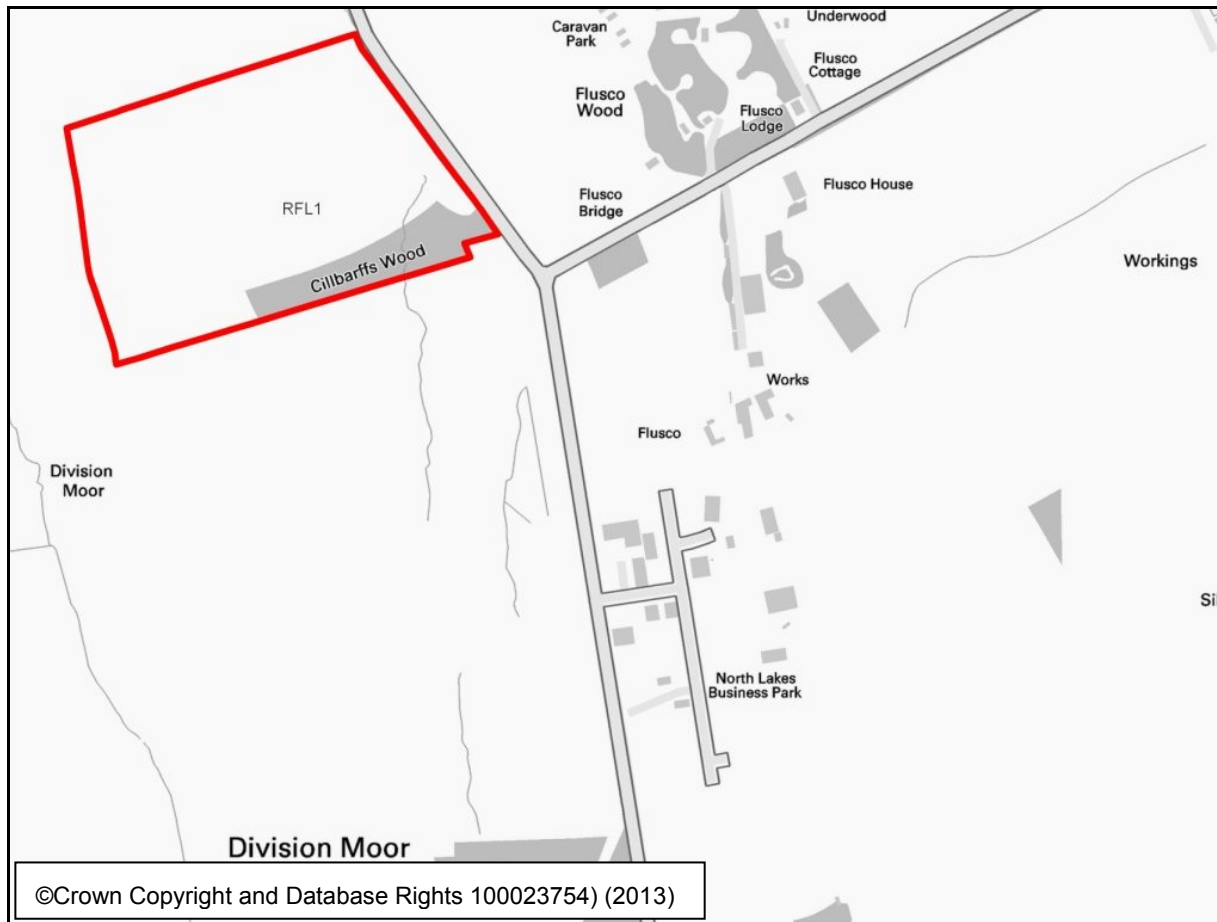 Caravan
Park
Underwood
Flusco
Cottage
Flusco
Wood
Flusco
Lodge
Flusco House
Flusco
Bridge
RFL1
Cillbarffs Wood
Workings
Works
Flusco
Division
Moor
Sil
North Lakes
Business Park
Division Moor
©Crown Copyright and Database Rights 100023754) (2013)